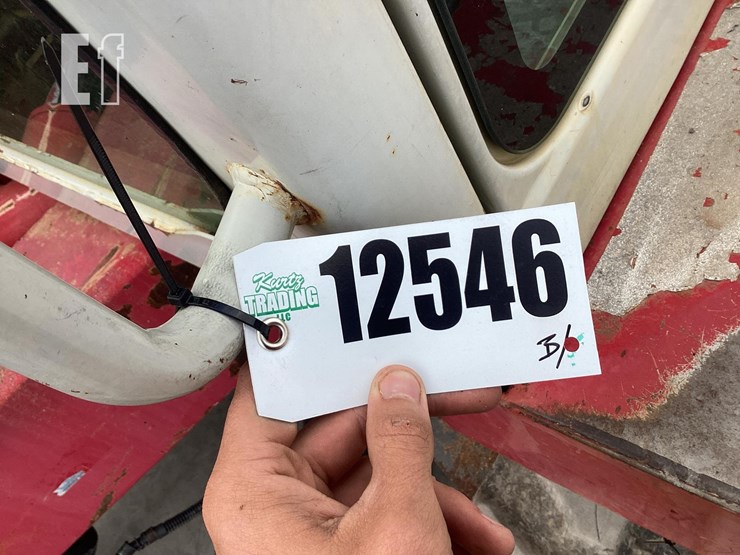 Ef
Kurtz
TRADING
LLC
12546
B/